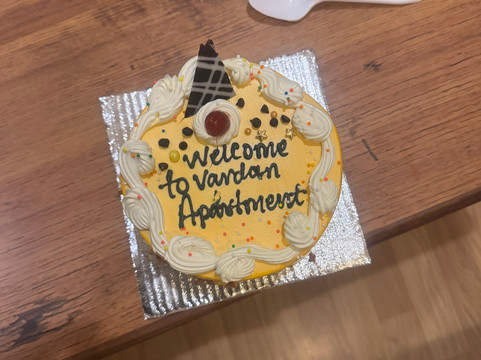 Welcome
to Vardan
Apartment